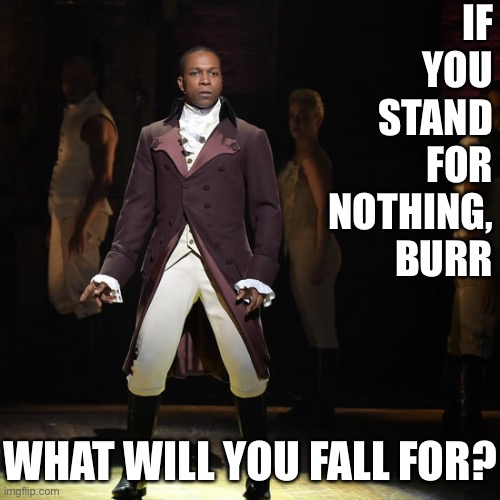 IF
YOU
STAND
FOR
NOTHING,
BURR
WHAT WILL YOU FALL FOR?
imgflip.com